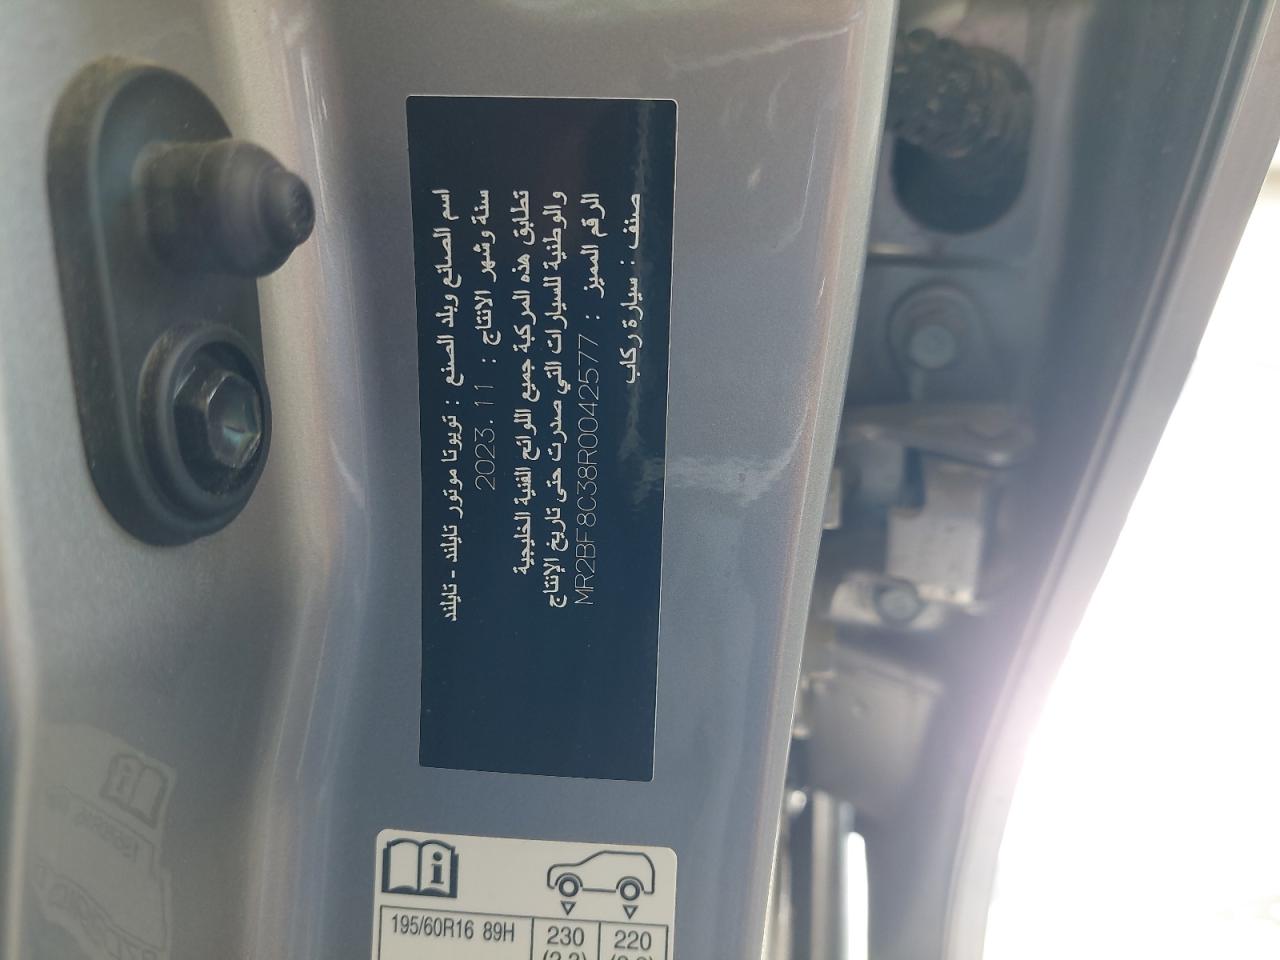 اسم الصانع وبلد الصنع : تويوتا موتور تايلند - تايلند
سنة وشهر الانتاج : 2023.11
تطابق هذه المركبة جميع اللوائح الفنية الخليجية
والوطنية للسيارات التي صدرت حتى تاريخ الإنتاج
الرقم المميز : MR2BF8C38R0042577
صنف : سيارة ركاب
195/60R16 89H 230 220